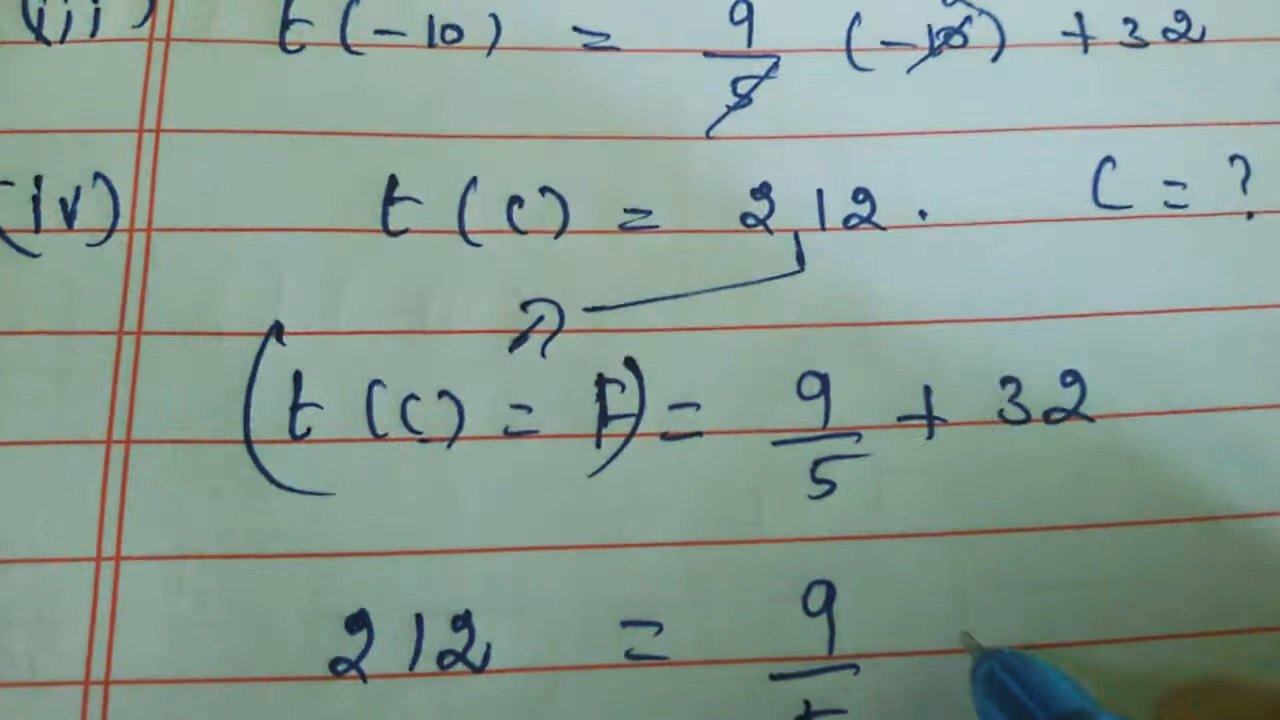 (iii) t(-10) = 9/5 (-10) + 32
(iv) t(C) = 212. C = ?
(t(C) = F) = 9/5 + 32
212 = 9/5